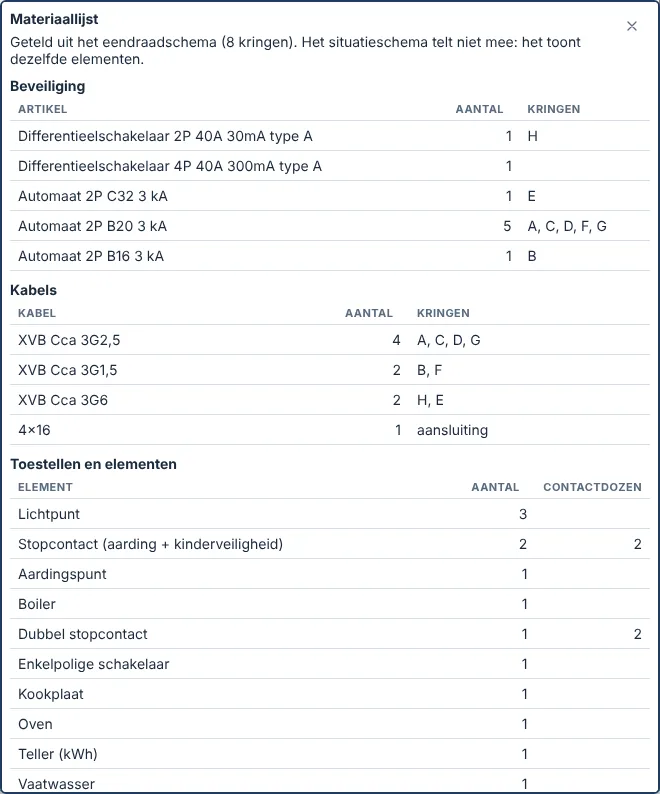 Materiaallijst
Geteld uit het eendraadschema (8 kringen). Het situatieschema telt niet mee: het toont
dezelfde elementen.
Beveiliging
ARTIKEL AANTAL KRINGEN
Differentieelschakelaar 2P 40A 30mA type A 1 H
Differentieelschakelaar 4P 40A 300mA type A 1
Automaat 2P C32 3 kA 1 E
Automaat 2P B20 3 kA 5 A, C, D, F, G
Automaat 2P B16 3 kA 1 B
Kabels
KABEL AANTAL KRINGEN
XVB Cca 3G2,5 4 A, C, D, G
XVB Cca 3G1,5 2 B, F
XVB Cca 3G6 2 H, E
4×16 1 aansluiting
Toestellen en elementen
ELEMENT AANTAL CONTACTDOZEN
Lichtpunt 3
Stopcontact (aarding + kinderveiligheid) 2 2
Aardingspunt 1
Boiler 1
Dubbel stopcontact 1 2
Enkelpolige schakelaar 1
Kookplaat 1
Oven 1
Teller (kWh) 1
Vaatwasser 1